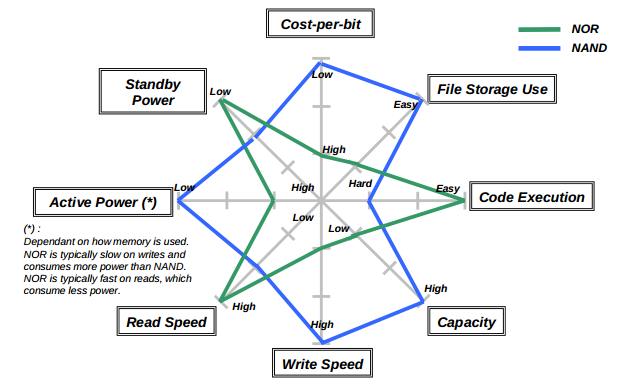 Cost-per-bit
NOR
NAND
Standby
Power
Low
Low
File Storage Use
Easy
High
Low
High
Hard
Easy
Active Power (*)
Code Execution
Low
Low
(*) :
Dependant on how memory is used.
NOR is typically slow on writes and
consumes more power than NAND.
NOR is typically fast on reads, which
consume less power.
High
High
Read Speed
High
Capacity
Write Speed